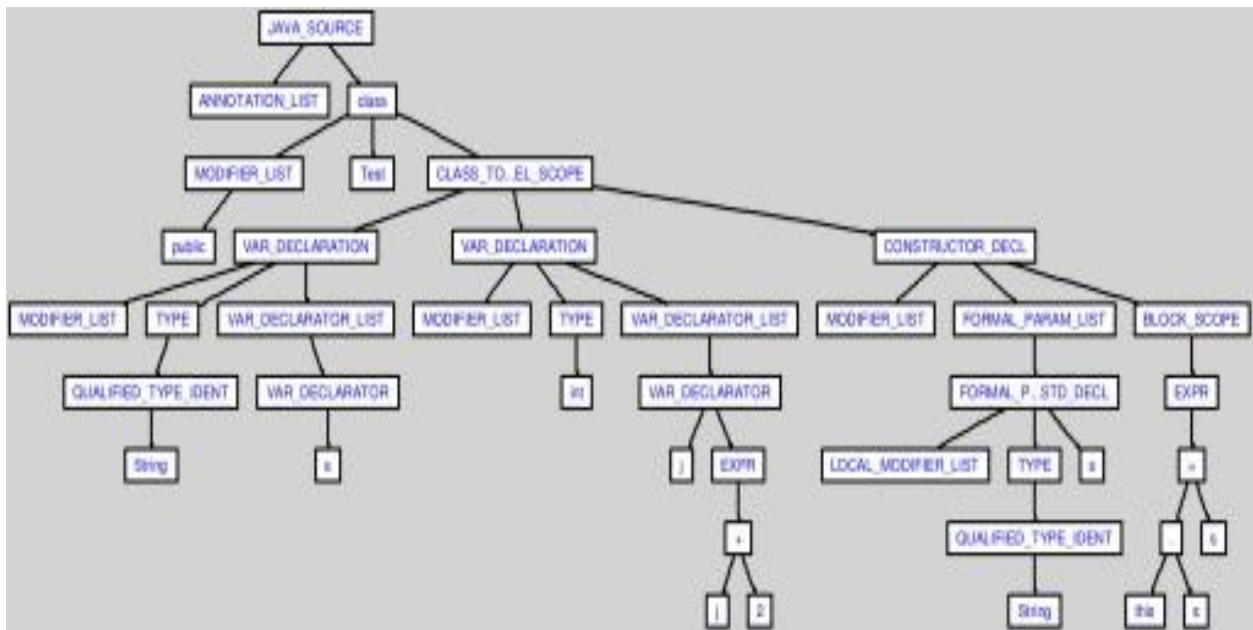 JAVA_SOURCE
ANNOTATION_LIST class
MODIFIER_LIST Test CLASS_TO..EL_SCOPE
public VAR_DECLARATION VAR_DECLARATION CONSTRUCTOR_DECL
MODIFIER_LIST TYPE VAR_DECLARATOR_LIST MODIFIER_LIST TYPE VAR_DECLARATOR_LIST MODIFIER_LIST FORMAL_PARAM_LIST BLOCK_SCOPE
QUALIFIED_TYPE_IDENT VAR_DECLARATOR int VAR_DECLARATOR FORMAL_P..STD_DECL EXPR
String s j EXPR LOCAL_MODIFIER_LIST TYPE s =
+ QUALIFIED_TYPE_IDENT . s
j 2 String this s